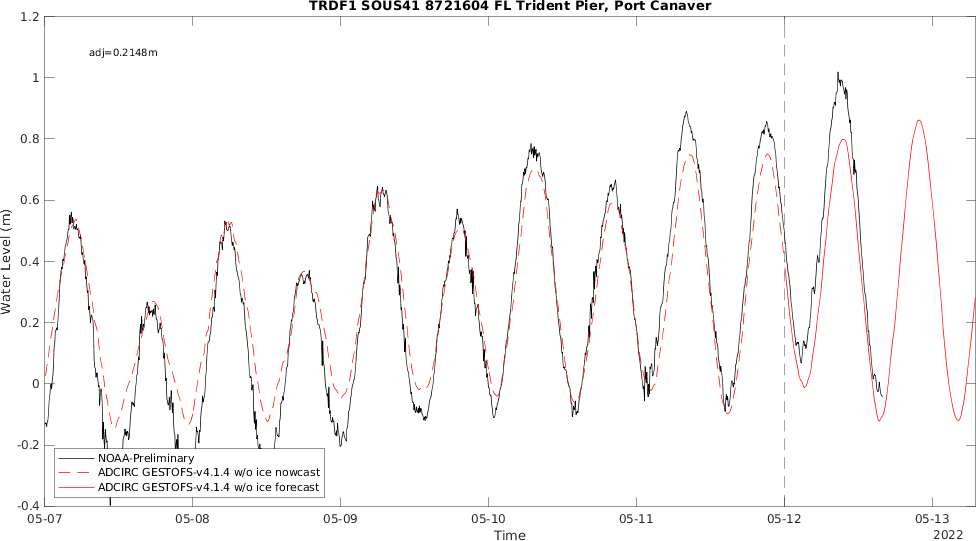 TRDF1 SOUS41 8721604 FL Trident Pier, Port Canaver
adj=0.2148m
1.2
1
0.8
0.6
0.4
0.2
0
-0.2
-0.4
Water Level (m)
NOAA-Preliminary
ADCIRC GESTOFS-v4.1.4 w/o ice nowcast
ADCIRC GESTOFS-v4.1.4 w/o ice forecast
05-07 05-08 05-09 05-10 05-11 05-12 05-13
Time
2022